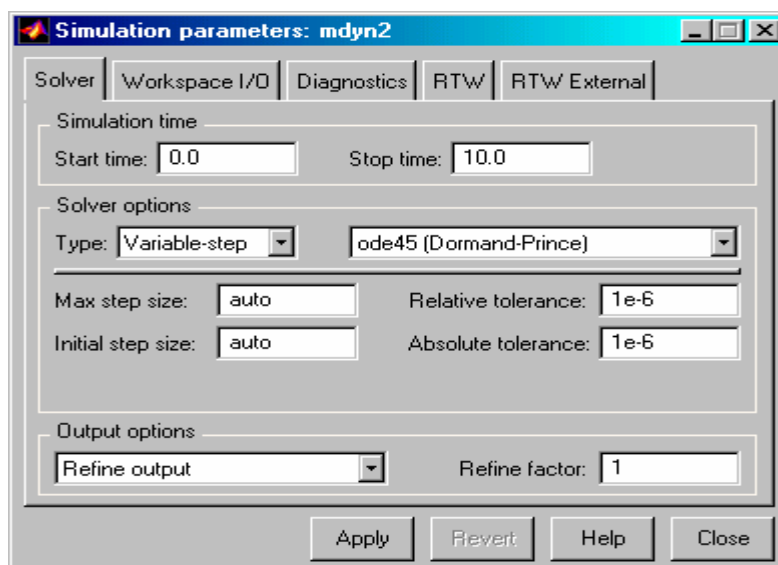 Simulation parameters: mdyn2
Solver Workspace I/O Diagnostics RTW RTW External
Simulation time
Start time: 0.0 Stop time: 10.0
Solver options
Type: Variable-step ode45 (Dormand-Prince)
Max step size: auto Relative tolerance: 1e-6
Initial step size: auto Absolute tolerance: 1e-6
Output options
Refine output Refine factor: 1
Apply Revert Help Close